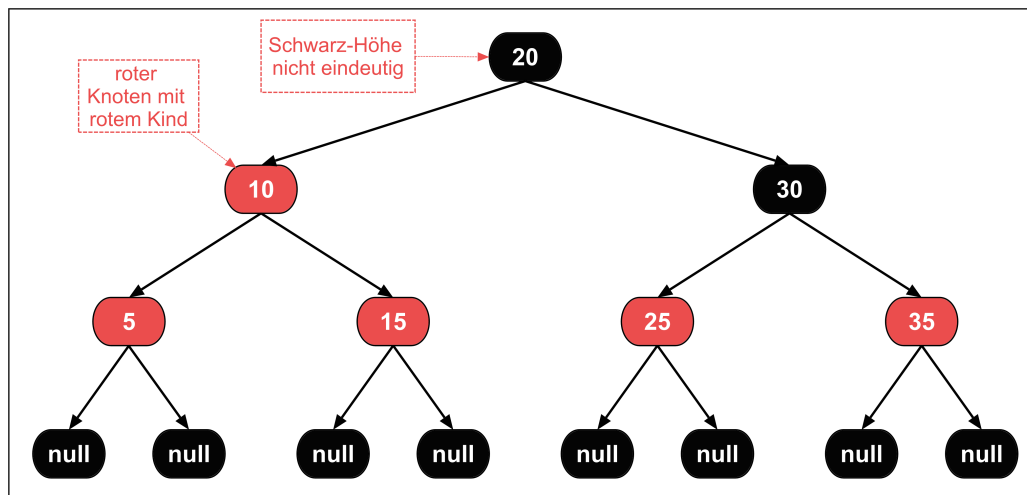 Schwarz-Höhe
nicht eindeutig
20
roter
Knoten mit
rotem Kind
10
30
5
15
25
35
null
null
null
null
null
null
null
null